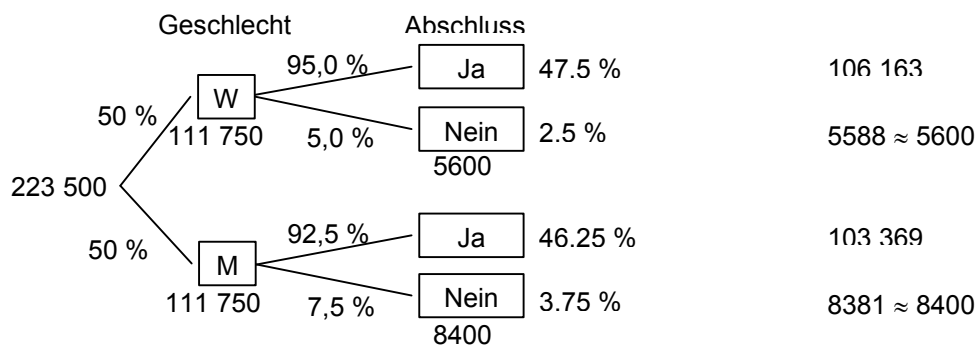 Geschlecht Abschluss
95,0 % Ja 47.5 % 106 163
50 % W
111 750 5,0 % Nein 2.5 % 5588 ≈ 5600
5600
223 500
92,5 % Ja 46.25 % 103 369
50 % M
111 750 7,5 % Nein 3.75 % 8381 ≈ 8400
8400